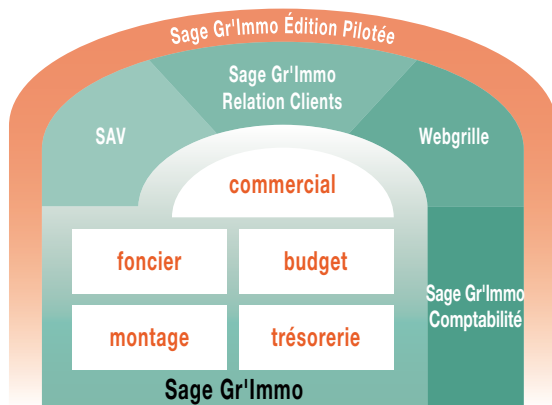 Sage Gr'Immo Édition Pilotée
Sage Gr'Immo
Relation Clients
SAV
Webgrille
commercial
foncier
budget
Sage Gr'Immo
Comptabilité
montage
trésorerie
Sage Gr'Immo